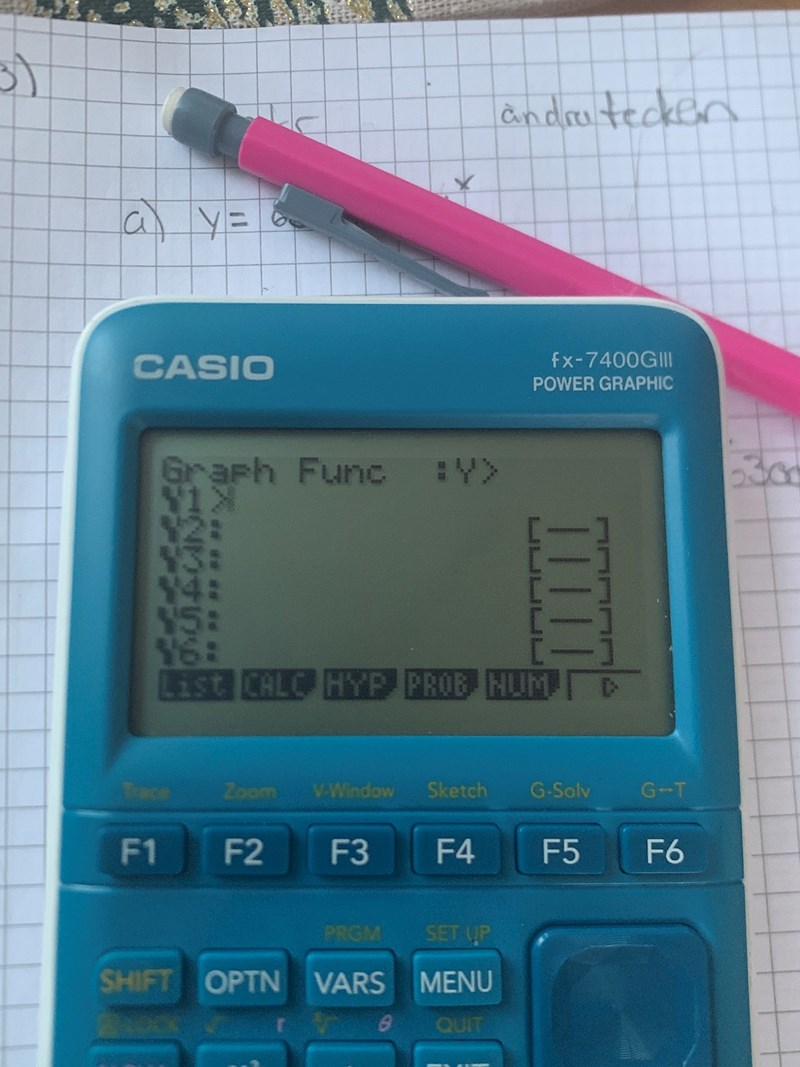 3)
ändra tecken
x
a) y = 
CASIO
fx-7400GIII
POWER GRAPHIC
Graph Func :Y>
Y1>
Y2: [—]
Y3: [—]
Y4: [—]
Y5: [—]
Y6: [—]
List CALC HYP PROB NUM ▷
Trace Zoom V-Window Sketch G-Solv G↔T
F1 F2 F3 F4 F5 F6
PRGM SET UP
SHIFT OPTN VARS MENU
LOCK √ r θ QUIT
EXIT